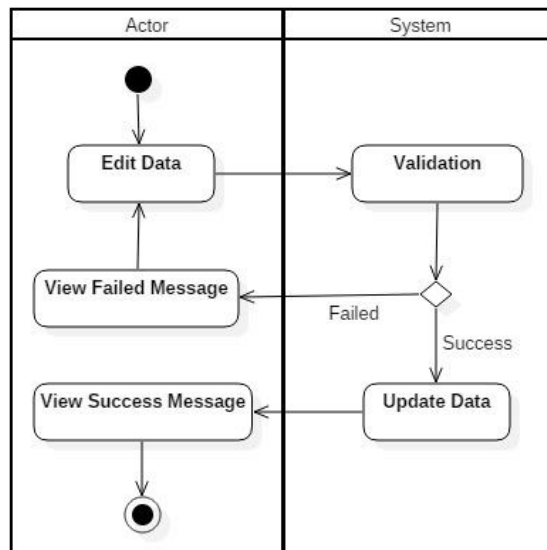 Actor
System
Edit Data
Validation
View Failed Message
Failed
Success
View Success Message
Update Data